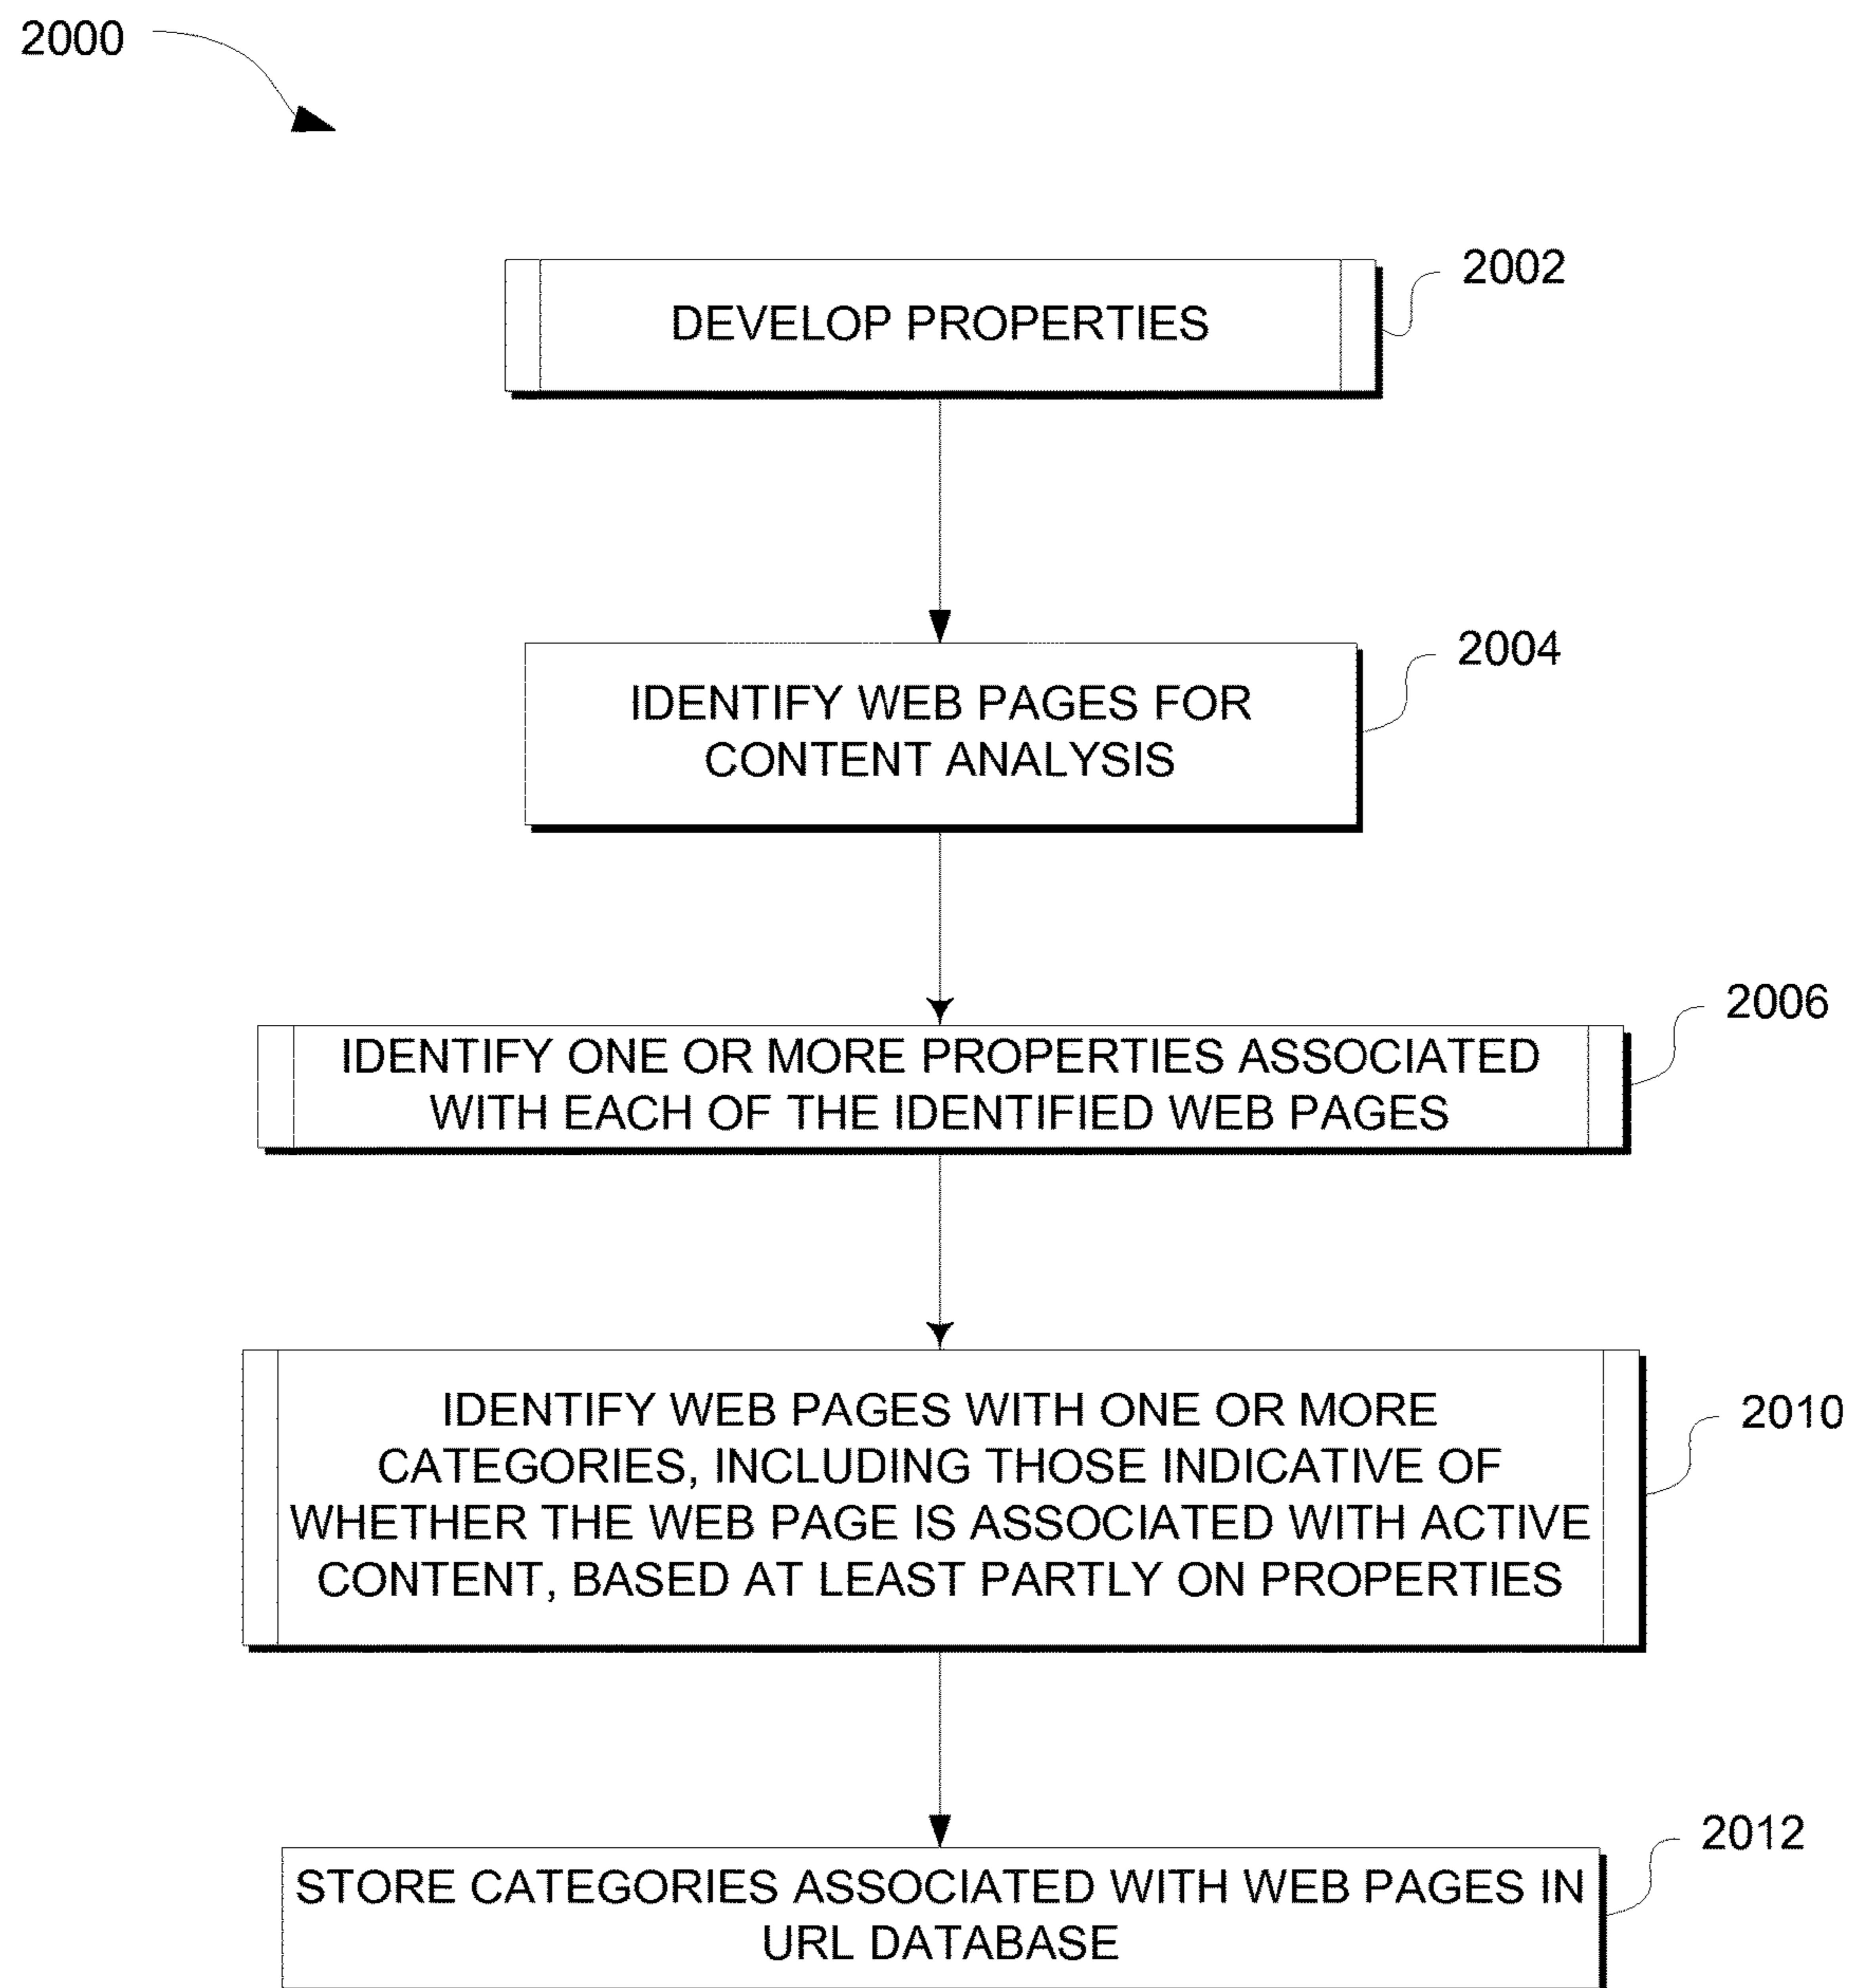 2000
2002
DEVELOP PROPERTIES
2004
IDENTIFY WEB PAGES FOR
CONTENT ANALYSIS
2006
IDENTIFY ONE OR MORE PROPERTIES ASSOCIATED
WITH EACH OF THE IDENTIFIED WEB PAGES
2010
IDENTIFY WEB PAGES WITH ONE OR MORE
CATEGORIES, INCLUDING THOSE INDICATIVE OF
WHETHER THE WEB PAGE IS ASSOCIATED WITH ACTIVE
CONTENT, BASED AT LEAST PARTLY ON PROPERTIES
2012
STORE CATEGORIES ASSOCIATED WITH WEB PAGES IN
URL DATABASE